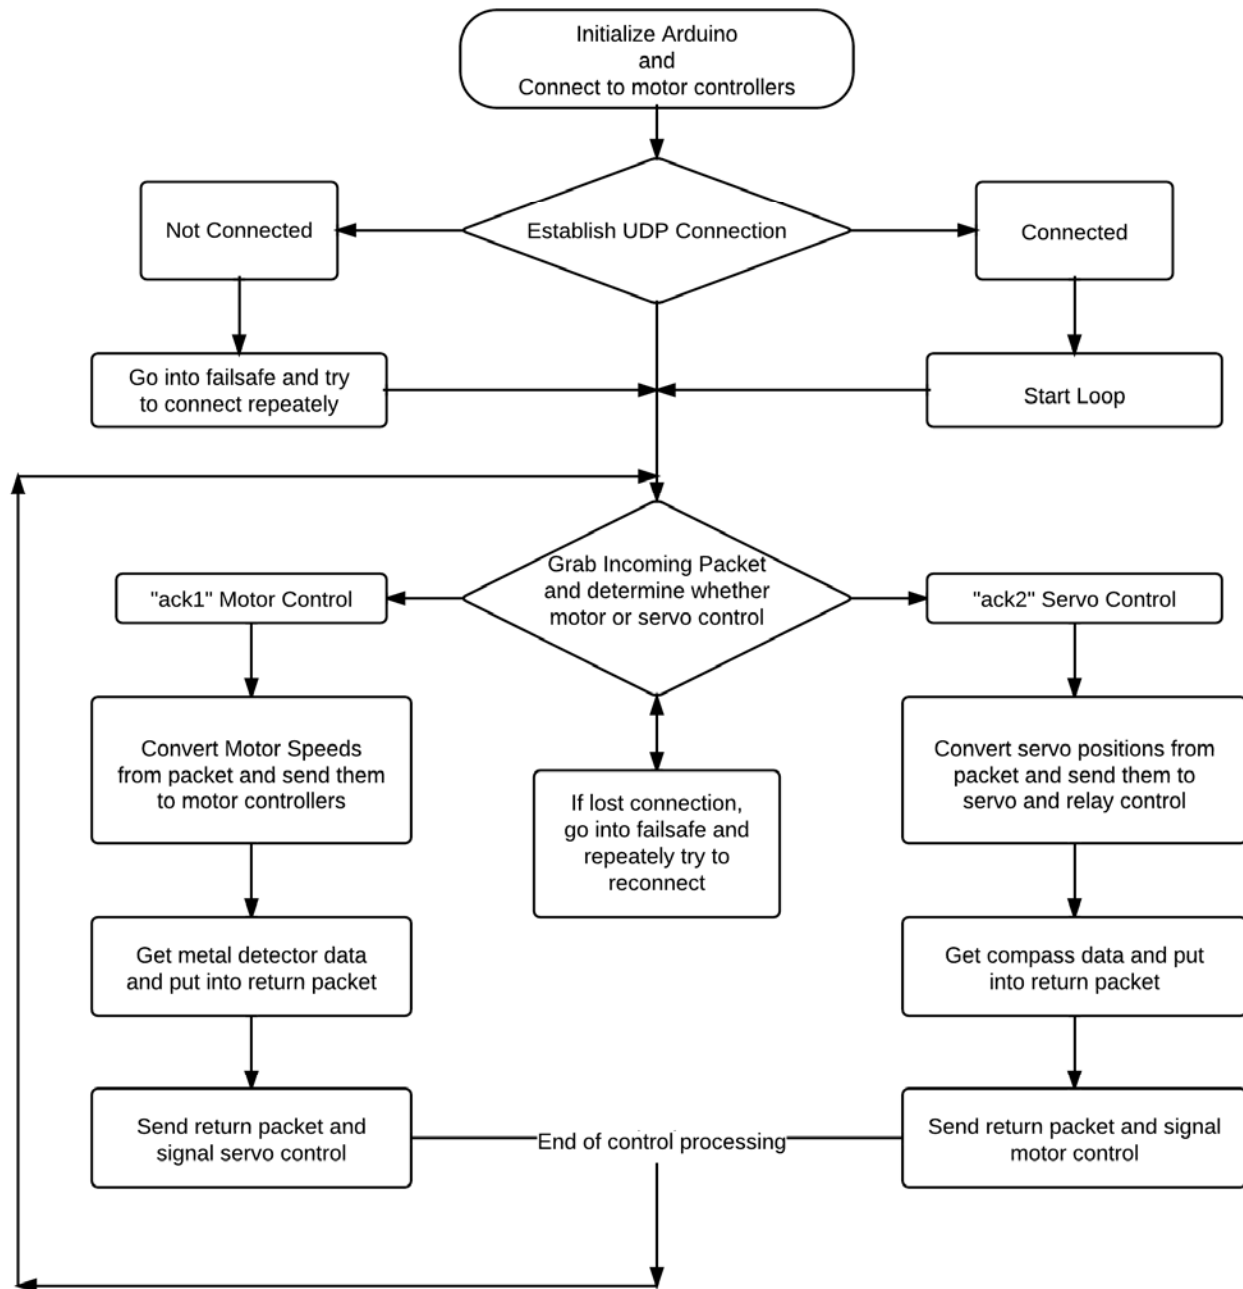 Initialize Arduino
and
Connect to motor controllers
Not Connected
Establish UDP Connection
Connected
Go into failsafe and try
to connect repeately
Start Loop
Grab Incoming Packet
and determine whether
motor or servo control
"ack1" Motor Control
"ack2" Servo Control
Convert Motor Speeds
from packet and send them
to motor controllers
If lost connection,
go into failsafe and
repeately try to
reconnect
Convert servo positions from
packet and send them to
servo and relay control
Get metal detector data
and put into return packet
Get compass data and put
into return packet
Send return packet and
signal servo control
End of control processing
Send return packet and signal
motor control